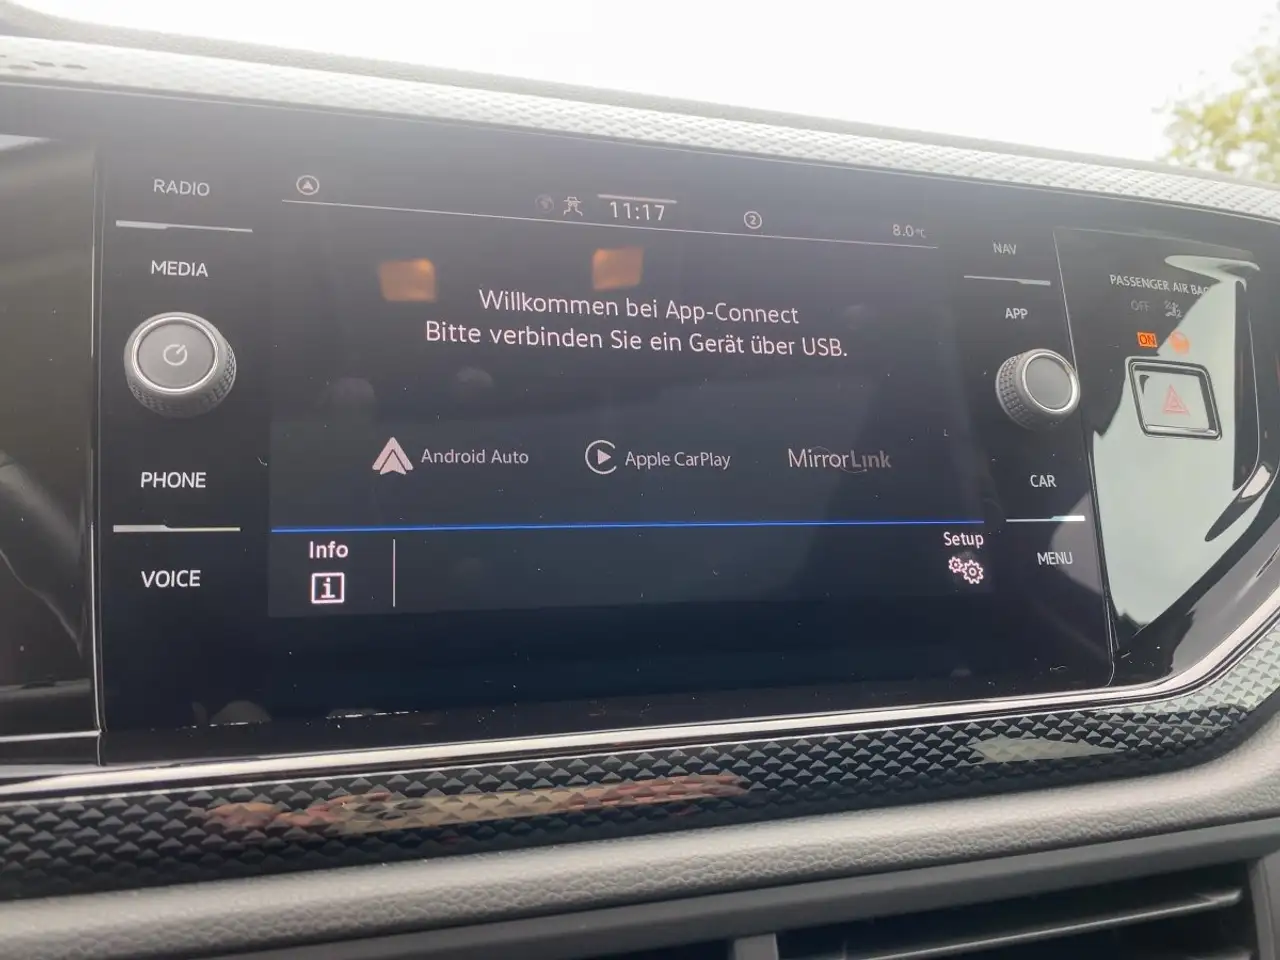 RADIO
MEDIA
PHONE
VOICE
11:17
2
8.0°C
Willkommen bei App-Connect
Bitte verbinden Sie ein Gerät über USB.
Android Auto
Apple CarPlay
MirrorLink
Info
i
Setup
NAV
APP
CAR
MENU
PASSENGER AIR BAG
OFF
ON